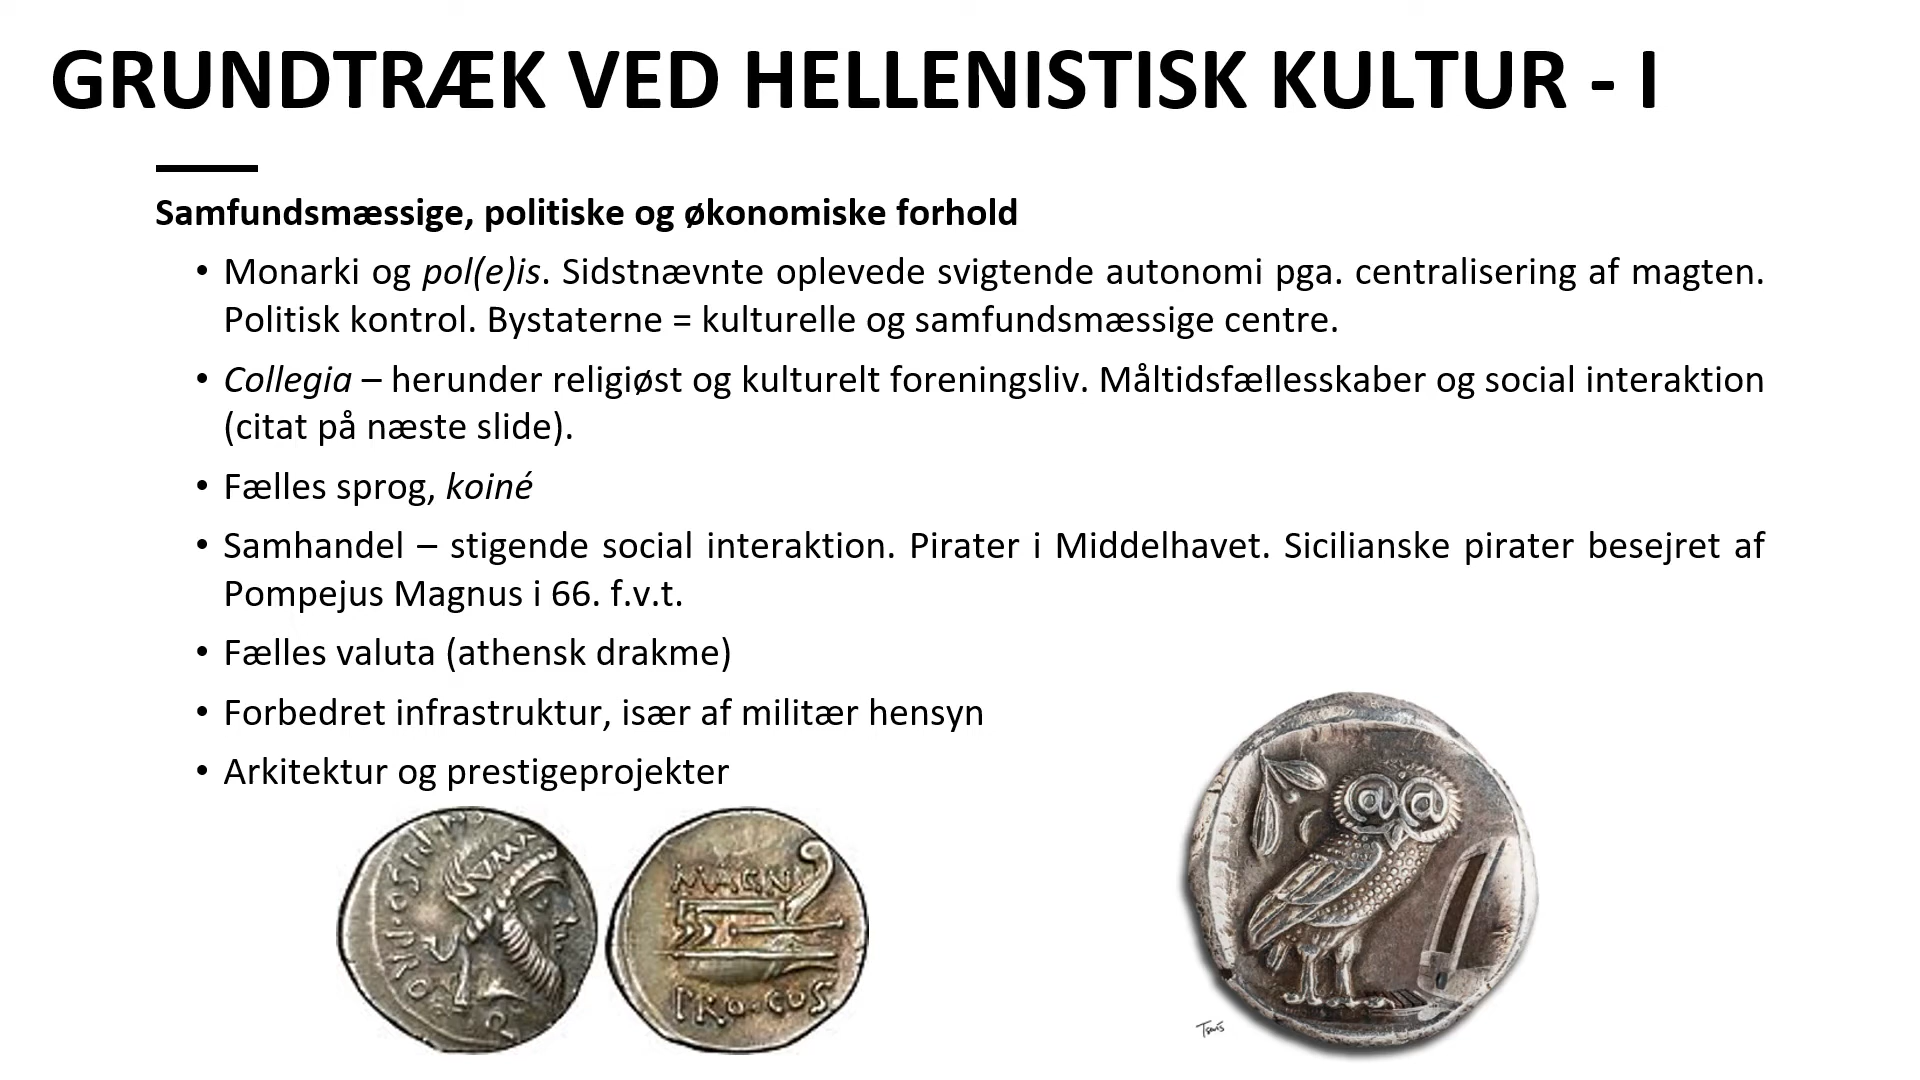 GRUNDTRÆK VED HELLENISTISK KULTUR - I
Samfundsmæssige, politiske og økonomiske forhold
• Monarki og pol(e)is. Sidstnævnte oplevede svigtende autonomi pga. centralisering af magten.
Politisk kontrol. Bystaterne = kulturelle og samfundsmæssige centre.
• Collegia – herunder religiøst og kulturelt foreningsliv. Måltidsfællesskaber og social interaktion
(citat på næste slide).
• Fælles sprog, koiné
• Samhandel – stigende social interaktion. Pirater i Middelhavet. Sicilianske pirater besejret af
Pompejus Magnus i 66. f.v.t.
• Fælles valuta (athensk drakme)
• Forbedret infrastruktur, især af militær hensyn
• Arkitektur og prestigeprojekter
MAGN
PRO·COS